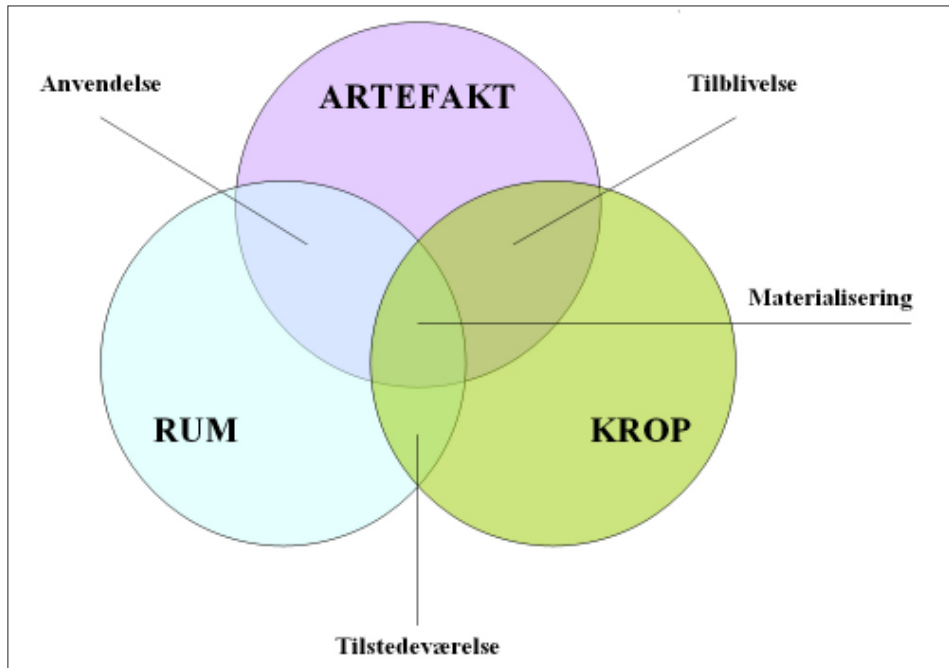 Anvendelse
Tilblivelse
ARTEFAKT
Materialisering
RUM
KROP
Tilstedeværelse